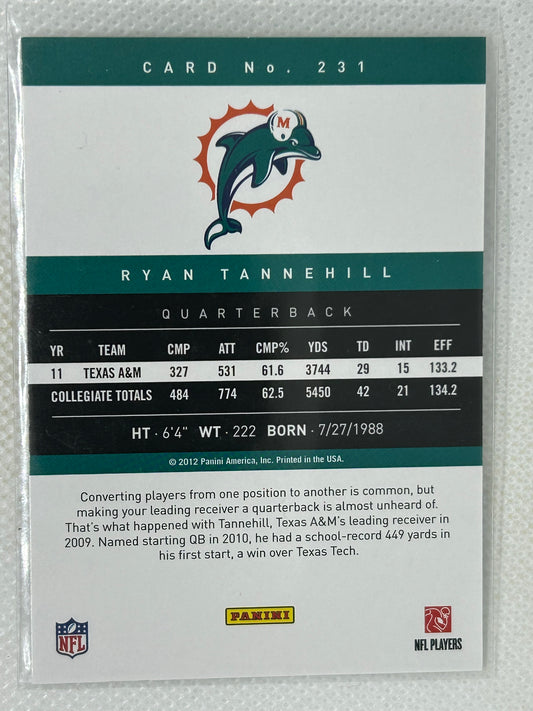 CARD No. 231
M
RYAN TANNEHILL
QUARTERBACK
YR TEAM CMP ATT CMP% YDS TD INT EFF
11 TEXAS A&M 327 531 61.6 3744 29 15 133.2
COLLEGIATE TOTALS 484 774 62.5 5450 42 21 134.2
HT · 6'4" WT · 222 BORN · 7/27/1988
© 2012 Panini America, Inc. Printed in the USA.
Converting players from one position to another is common, but
making your leading receiver a quarterback is almost unheard of.
That's what happened with Tannehill, Texas A&M's leading receiver in
2009. Named starting QB in 2010, he had a school-record 449 yards in
his first start, a win over Texas Tech.
PANINI
NFL
NFL PLAYERS